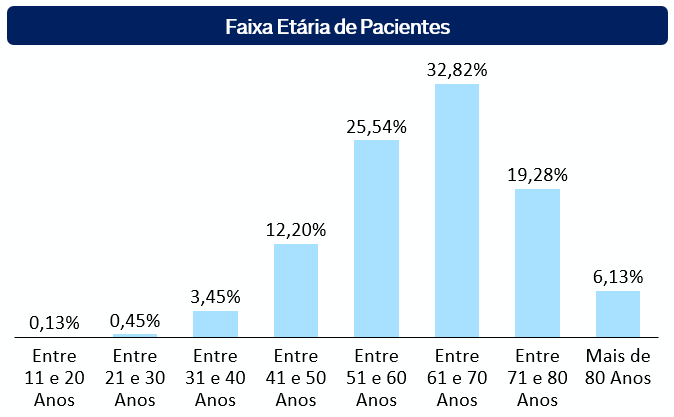 Faixa Etária de Pacientes
32,82%
25,54%
19,28%
12,20%
6,13%
3,45%
0,45%
0,13%
Entre 11 e 20 Anos
Entre 21 e 30 Anos
Entre 31 e 40 Anos
Entre 41 e 50 Anos
Entre 51 e 60 Anos
Entre 61 e 70 Anos
Entre 71 e 80 Anos
Mais de 80 Anos